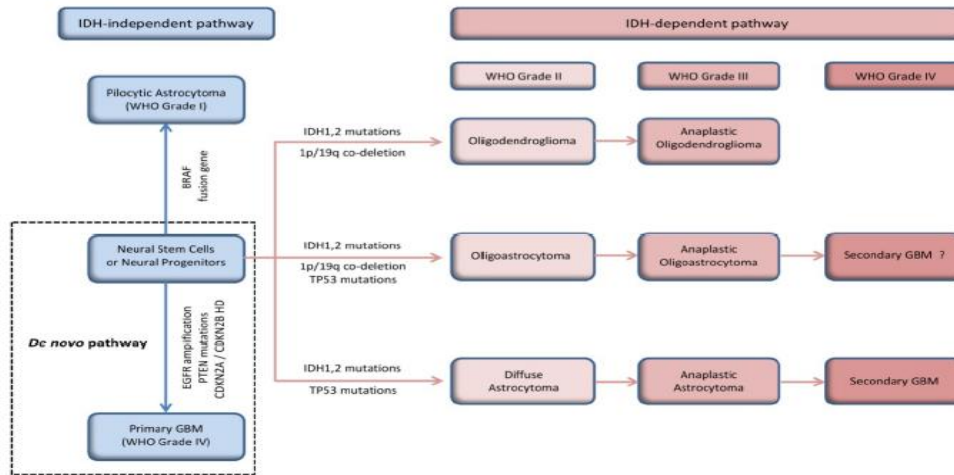 IDH-independent pathway
IDH-dependent pathway
WHO Grade II
WHO Grade III
WHO Grade IV
Pilocytic Astrocytoma
(WHO Grade I)
BRAF
fusion gene
IDH1,2 mutations
1p/19q co-deletion
Oligodendroglioma
Anaplastic
Oligodendroglioma
Neural Stem Cells
or Neural Progenitors
IDH1,2 mutations
1p/19q co-deletion
TP53 mutations
Oligoastrocytoma
Anaplastic
Oligoastrocytoma
Secondary GBM ?
De novo pathway
EGFR amplification
PTEN mutations
CDKN2A / CDKN2B HD
IDH1,2 mutations
TP53 mutations
Diffuse
Astrocytoma
Anaplastic
Astrocytoma
Secondary GBM
Primary GBM
(WHO Grade IV)